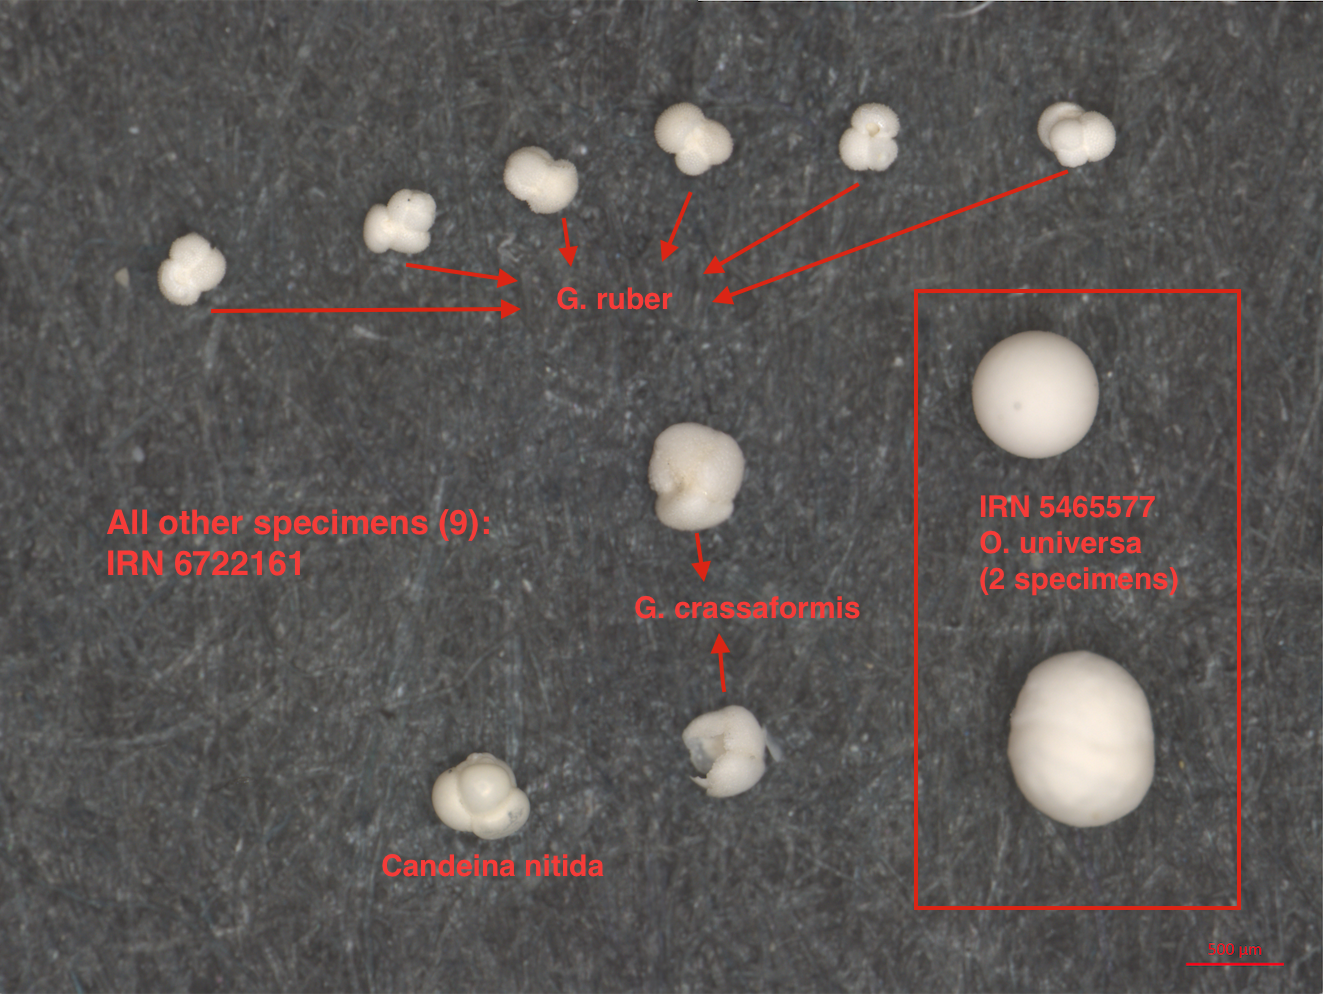 G. ruber
All other specimens (9):
IRN 6722161
G. crassaformis
Candeina nitida
IRN 5465577
O. universa
(2 specimens)
500 µm